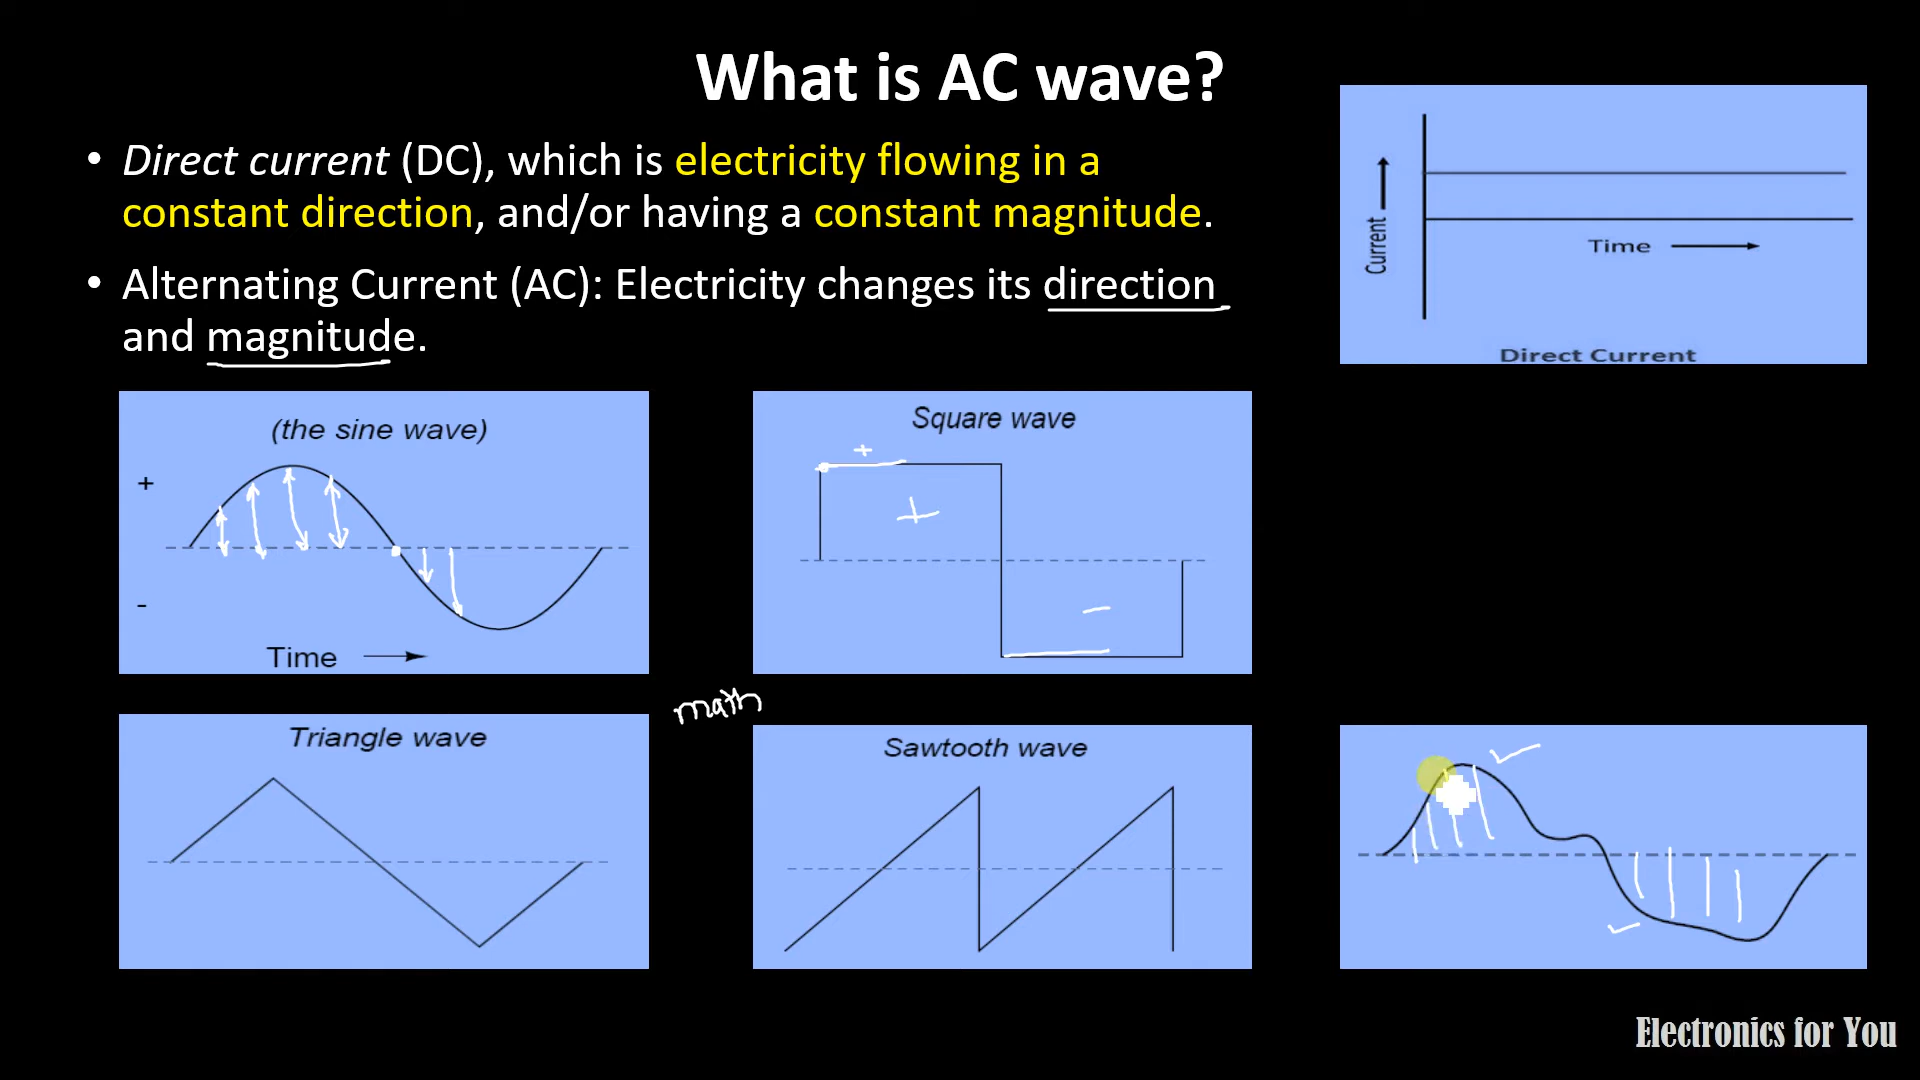 What is AC wave?
• Direct current (DC), which is electricity flowing in a
constant direction, and/or having a constant magnitude.
• Alternating Current (AC): Electricity changes its direction
and magnitude.
Current
Time
Direct Current
(the sine wave)
+
-
Time
Square wave
+
+
-
math
Triangle wave
Sawtooth wave
Electronics for You